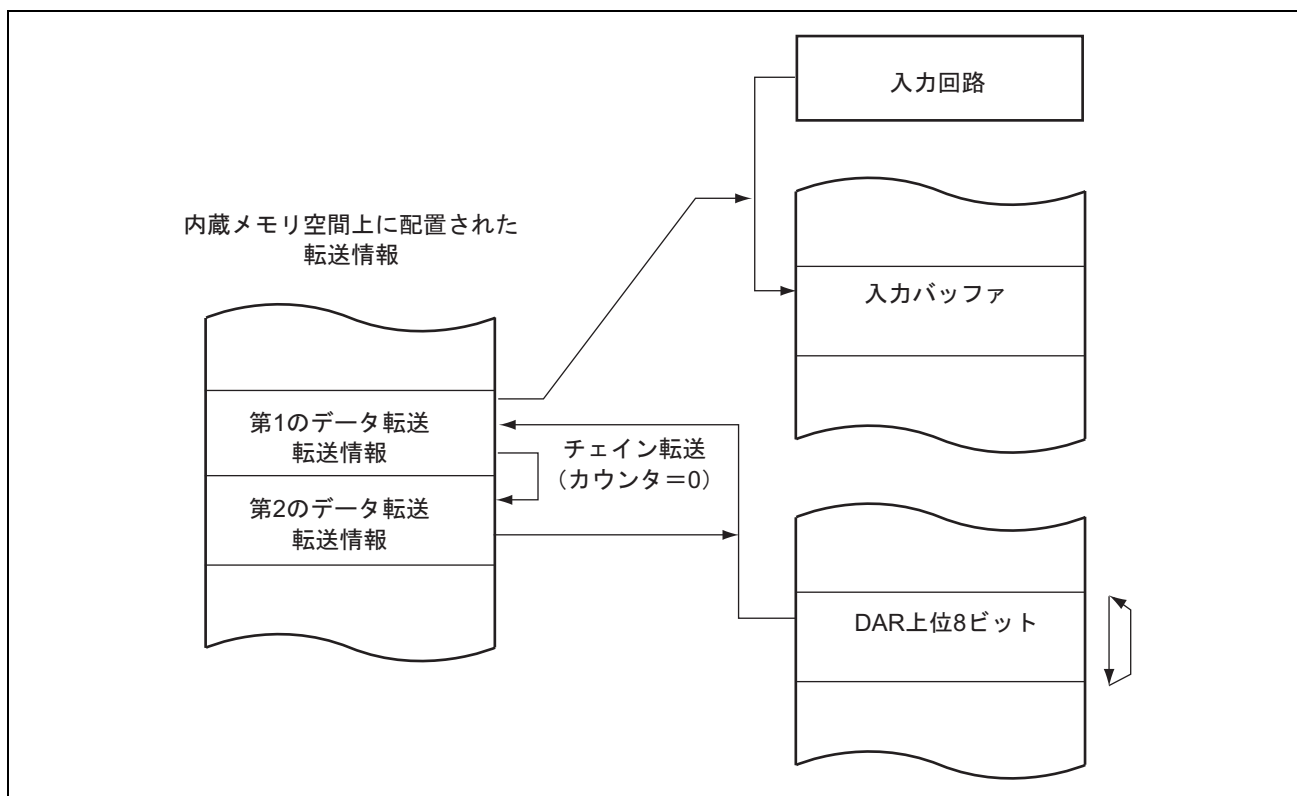 入力回路
内蔵メモリ空間上に配置された
転送情報
入力バッファ
第1のデータ転送
転送情報
チェイン転送
(カウンタ=0)
第2のデータ転送
転送情報
DAR上位8ビット